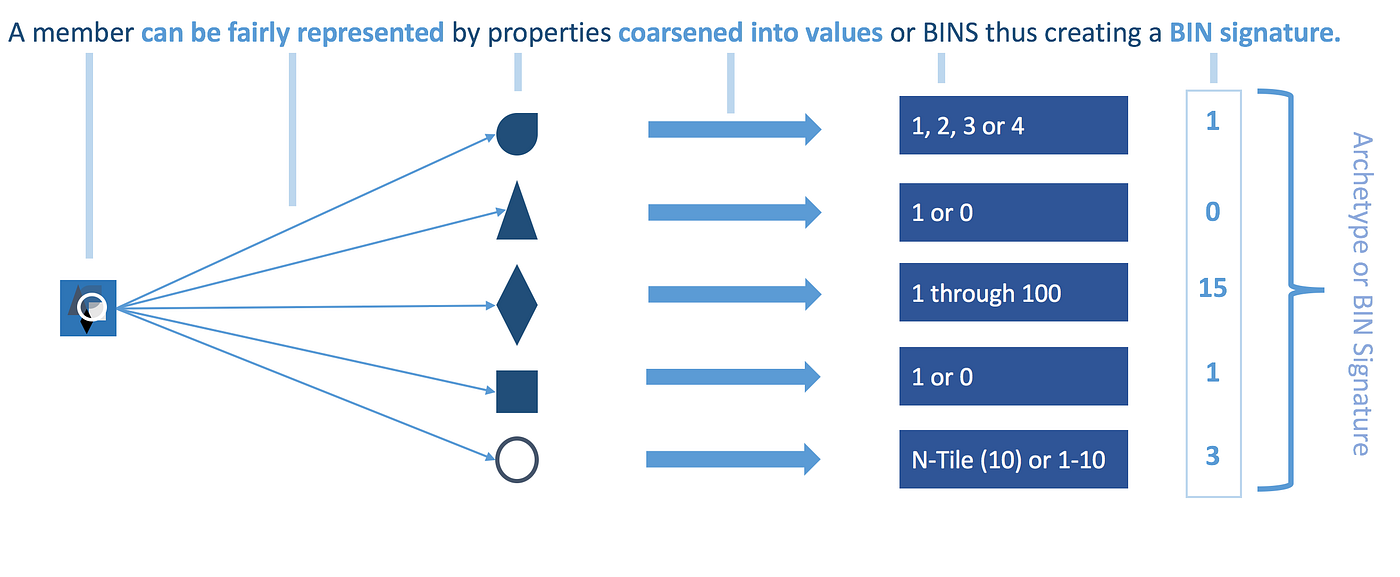 A member can be fairly represented by properties coarsened into values or BINS thus creating a BIN signature.
1, 2, 3 or 4
1
1 or 0
0
1 through 100
15
1 or 0
1
N-Tile (10) or 1-10
3
Archetype or BIN Signature